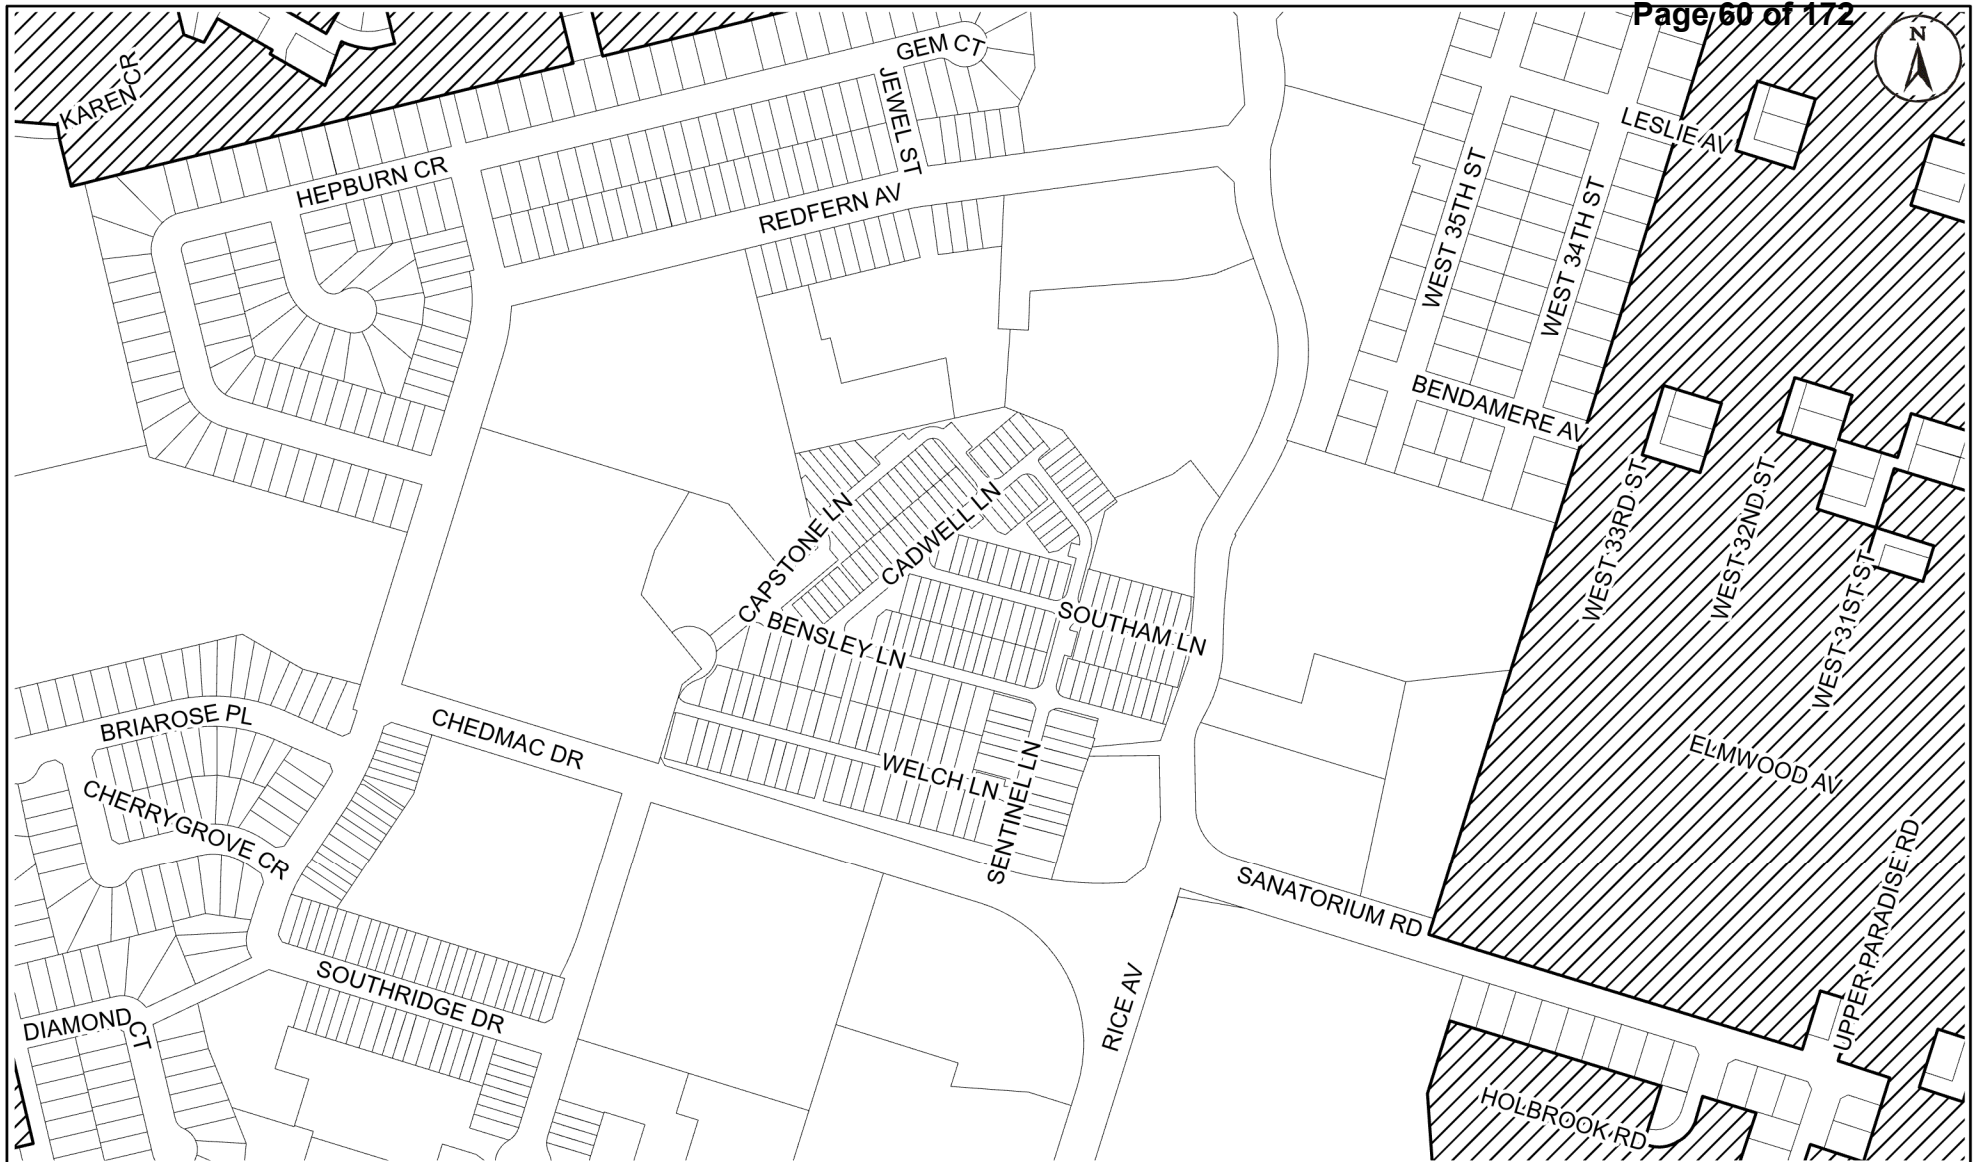 Page 60 of 172
N
GEM CT
KAREN CR
JEWEL ST
LESLIE AV
HEPBURN CR
REDFERN AV
WEST 35TH ST
WEST 34TH ST
BENDAMERE AV
CAPSTONE LN
CADWELL LN
WEST 33RD ST
WEST 32ND ST
WEST 31ST ST
BENSLEY LN
SOUTHAM LN
BRIAROSE PL
CHEDMAC DR
WELCH LN
SENTINEL LN
ELMWOOD AV
CHERRYGROVE CR
SANATORIUM RD
UPPER PARADISE RD
SOUTHRIDGE DR
RICE AV
DIAMOND CT
HOLBROOK RD